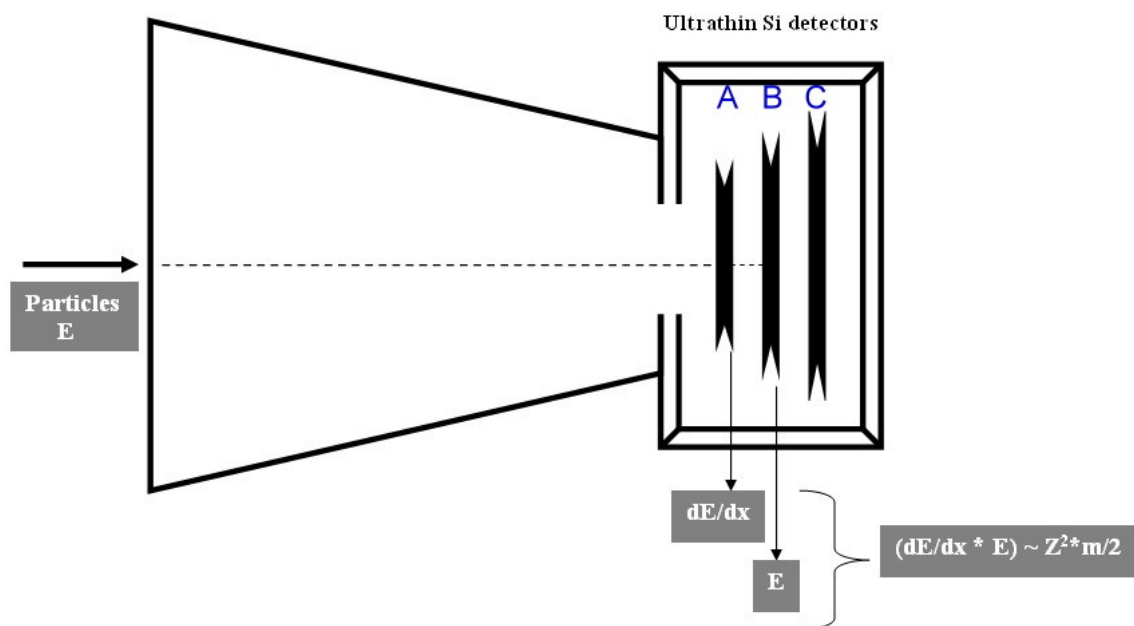 Ultrathin Si detectors
A B C
Particles
E
dE/dx
(dE/dx * E) ~ Z²*m/2
E